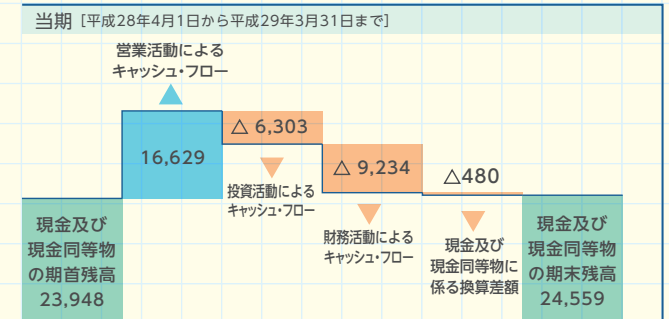 当期 [平成28年4月1日から平成29年3月31日まで]
営業活動による
キャッシュ・フロー
16,629
△ 6,303
投資活動による
キャッシュ・フロー
△ 9,234
財務活動による
キャッシュ・フロー
△480
現金及び
現金同等物に
係る換算差額
現金及び
現金同等物
の期首残高
23,948
現金及び
現金同等物
の期末残高
24,559